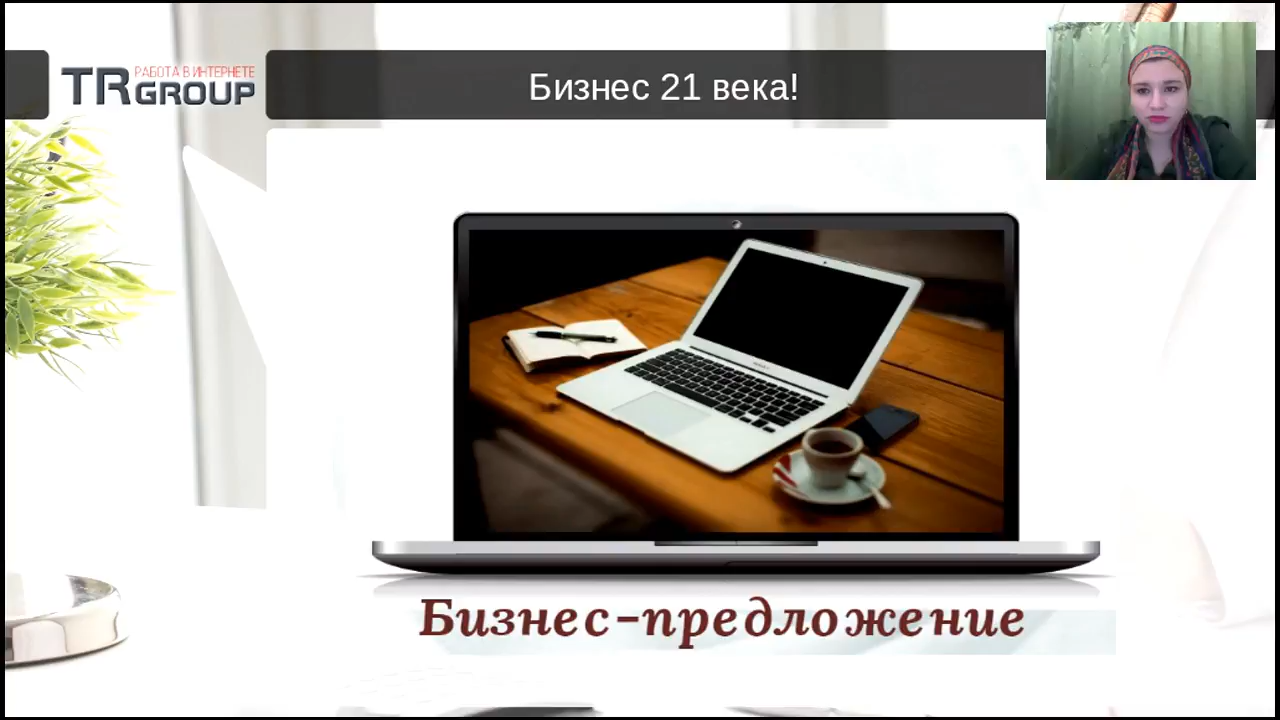 РАБОТА В ИНТЕРНЕТЕ
TR GROUP
Бизнес 21 века!
Бизнес-предложение